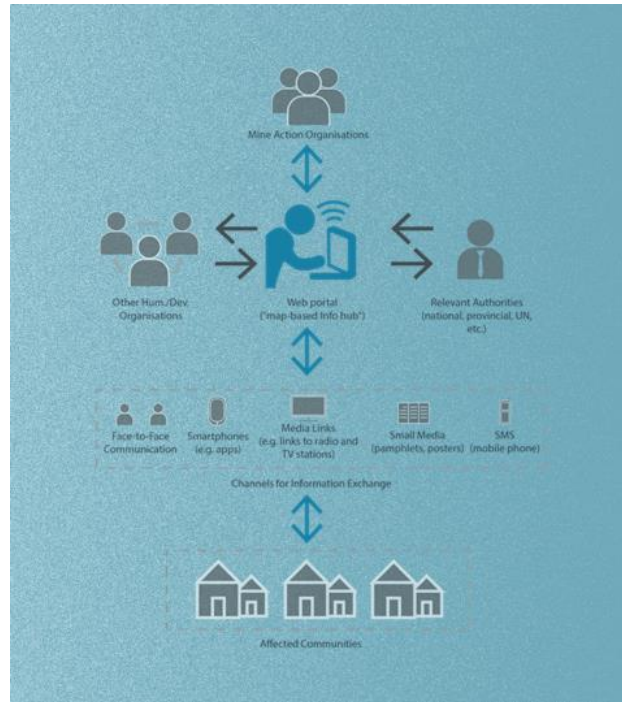 Mine Action Organisations
Other Hum./Dev.
Organisations
Web portal
("map-based Info hub")
Relevant Authorities
(national, provincial, UN,
etc.)
Face-to-Face
Communication
Smartphones
(e.g. apps)
Media Links
(e.g. links to radio and
TV stations)
Small Media
(pamphlets, posters)
SMS
(mobile phone)
Channels for Information Exchange
Affected Communities